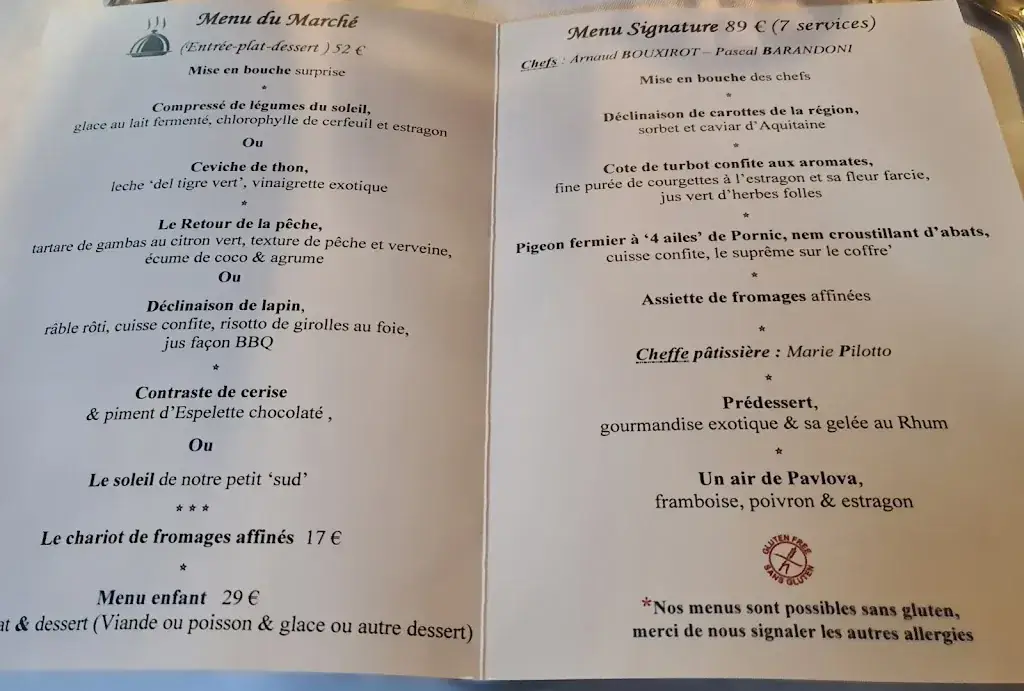 Menu du Marché
(Entrée-plat-dessert ) 52 €
Mise en bouche surprise
*
Compressé de légumes du soleil,
glace au lait fermenté, chlorophylle de cerfeuil et estragon
Ou
Ceviche de thon,
leche ‘del tigre vert’, vinaigrette exotique
*
Le Retour de la pêche,
tartare de gambas au citron vert, texture de pêche et verveine,
écume de coco & agrume
Ou
Déclinaison de lapin,
râble rôti, cuisse confite, risotto de girolles au foie,
jus façon BBQ
*
Contraste de cerise
& piment d’Espelette chocolaté ,
Ou
Le soleil de notre petit ‘sud’
* * *
Le chariot de fromages affinés 17 €
*
Menu enfant 29 €
& dessert (Viande ou poisson & glace ou autre dessert)
Menu Signature 89 € (7 services)
Chefs : Arnaud BOUXIROT – Pascal BARANDONI
Mise en bouche des chefs
*
Déclinaison de carottes de la région,
sorbet et caviar d’Aquitaine
*
Cote de turbot confite aux aromates,
fine purée de courgettes à l’estragon et sa fleur farcie,
jus vert d’herbes folles
*
Pigeon fermier à ‘4 ailes’ de Pornic, nem croustillant d’abats,
cuisse confite, le suprême sur le coffre’
*
Assiette de fromages affinées
*
Cheffe pâtissière : Marie Pilotto
*
Prédessert,
gourmandise exotique & sa gelée au Rhum
*
Un air de Pavlova,
framboise, poivron & estragon
GLUTEN FREE
SANS GLUTEN
*Nos menus sont possibles sans gluten,
merci de nous signaler les autres allergies